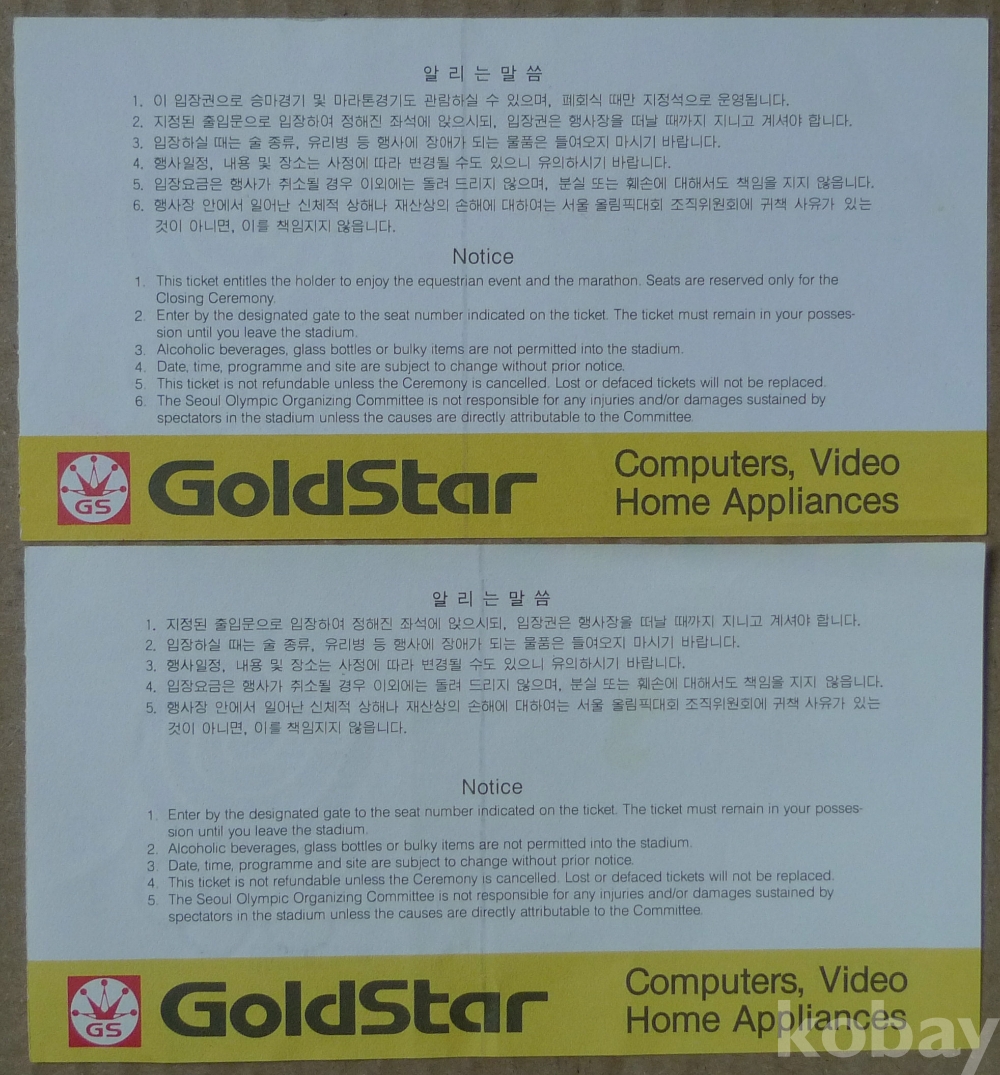 알 리 는 말 씀
1. 이 입장권으로 승마경기 및 마라톤경기도 관람하실 수 있으며, 폐회식 때만 지정석으로 운영됩니다.
2. 지정된 출입문으로 입장하여 정해진 좌석에 앉으시되, 입장권은 행사장을 떠날 때까지 지니고 계셔야 합니다.
3. 입장하실 때는 술 종류, 유리병 등 행사에 장애가 되는 물품은 들여오지 마시기 바랍니다.
4. 행사일정, 내용 및 장소는 사정에 따라 변경될 수도 있으니 유의하시기 바랍니다.
5. 입장요금은 행사가 취소될 경우 이외에는 돌려 드리지 않으며, 분실 또는 훼손에 대해서도 책임을 지지 않읍니다.
6. 행사장 안에서 일어난 신체적 상해나 재산상의 손해에 대하여는 서울 올림픽대회 조직위원회에 귀책 사유가 있는
것이 아니면, 이를 책임지지 않읍니다.
Notice
1. This ticket entitles the holder to enjoy the equestrian event and the marathon. Seats are reserved only for the
Closing Ceremony.
2. Enter by the designated gate to the seat number indicated on the ticket. The ticket must remain in your posses-
sion until you leave the stadium.
3. Alcoholic beverages, glass bottles or bulky items are not permitted into the stadium.
4. Date, time, programme and site are subject to change without prior notice.
5. This ticket is not refundable unless the Ceremony is cancelled. Lost or defaced tickets will not be replaced.
6. The Seoul Olympic Organizing Committee is not responsible for any injuries and/or damages sustained by
spectators in the stadium unless the causes are directly attributable to the Committee.
GS GoldStar Computers, Video
Home Appliances
알 리 는 말 씀
1. 지정된 출입문으로 입장하여 정해진 좌석에 앉으시되, 입장권은 행사장을 떠날 때까지 지니고 계셔야 합니다.
2. 입장하실 때는 술 종류, 유리병 등 행사에 장애가 되는 물품은 들여오지 마시기 바랍니다.
3. 행사일정, 내용 및 장소는 사정에 따라 변경될 수도 있으니 유의하시기 바랍니다.
4. 입장요금은 행사가 취소될 경우 이외에는 돌려 드리지 않으며, 분실 또는 훼손에 대해서도 책임을 지지 않읍니다.
5. 행사장 안에서 일어난 신체적 상해나 재산상의 손해에 대하여는 서울 올림픽대회 조직위원회에 귀책 사유가 있는
것이 아니면, 이를 책임지지 않읍니다.
Notice
1. Enter by the designated gate to the seat number indicated on the ticket. The ticket must remain in your posses-
sion until you leave the stadium.
2. Alcoholic beverages, glass bottles or bulky items are not permitted into the stadium.
3. Date, time, programme and site are subject to change without prior notice.
4. This ticket is not refundable unless the Ceremony is cancelled. Lost or defaced tickets will not be replaced.
5. The Seoul Olympic Organizing Committee is not responsible for any injuries and/or damages sustained by
spectators in the stadium unless the causes are directly attributable to the Committee.
GS GoldStar Computers, Video
Home Appliances
kobay